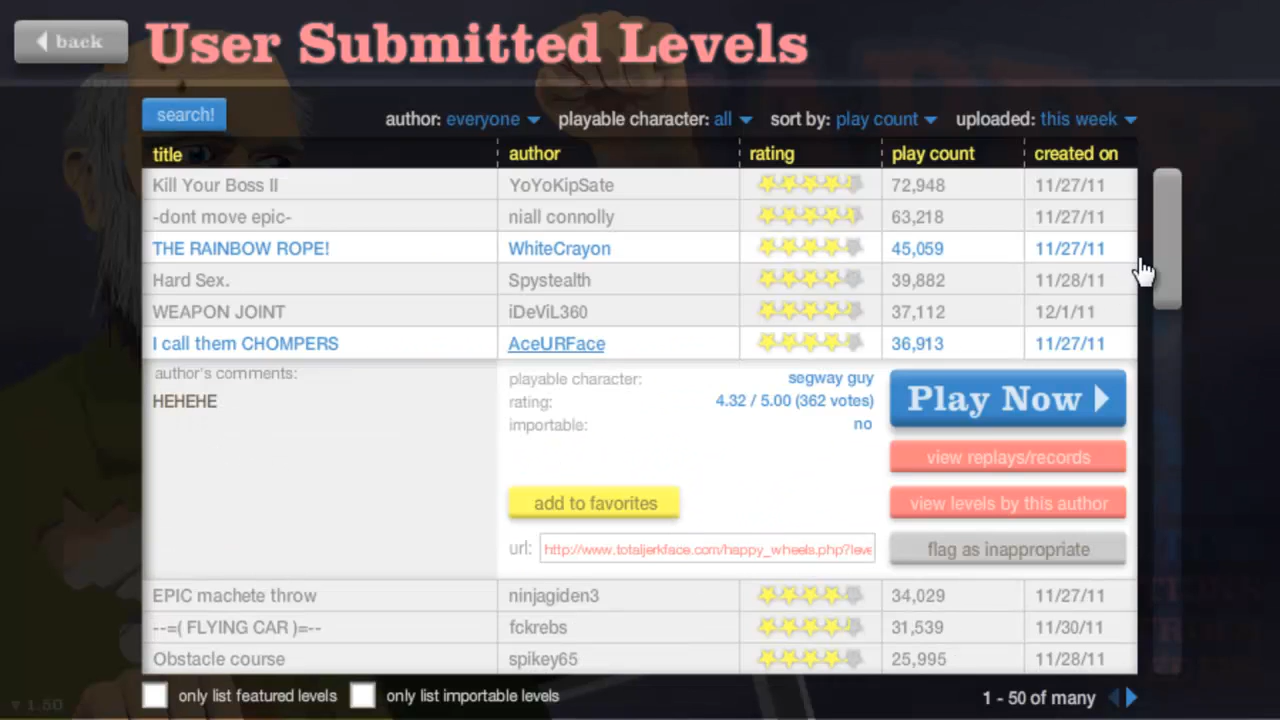 back
User Submitted Levels
search!
author: everyone playable character: all sort by: play count uploaded: this week
title author rating play count created on
Kill Your Boss II YoYoKipSate 72,948 11/27/11
-dont move epic- niall connolly 63,218 11/27/11
THE RAINBOW ROPE! WhiteCrayon 45,059 11/27/11
Hard Sex. Spystealth 39,882 11/28/11
WEAPON JOINT iDeViL360 37,112 12/1/11
I call them CHOMPERS AceURFace 36,913 11/27/11
author's comments:
HEHEHE
playable character: segway guy
rating: 4.32 / 5.00 (362 votes)
importable: no
add to favorites
url: http://www.totaljerkface.com/happy_wheels.php?leve
Play Now
view replays/records
view levels by this author
flag as inappropriate
EPIC machete throw ninjagiden3 34,029 11/27/11
--=( FLYING CAR )=-- fckrebs 31,539 11/30/11
Obstacle course spikey65 25,995 11/28/11
only list featured levels only list importable levels 1 - 50 of many
v 1.50